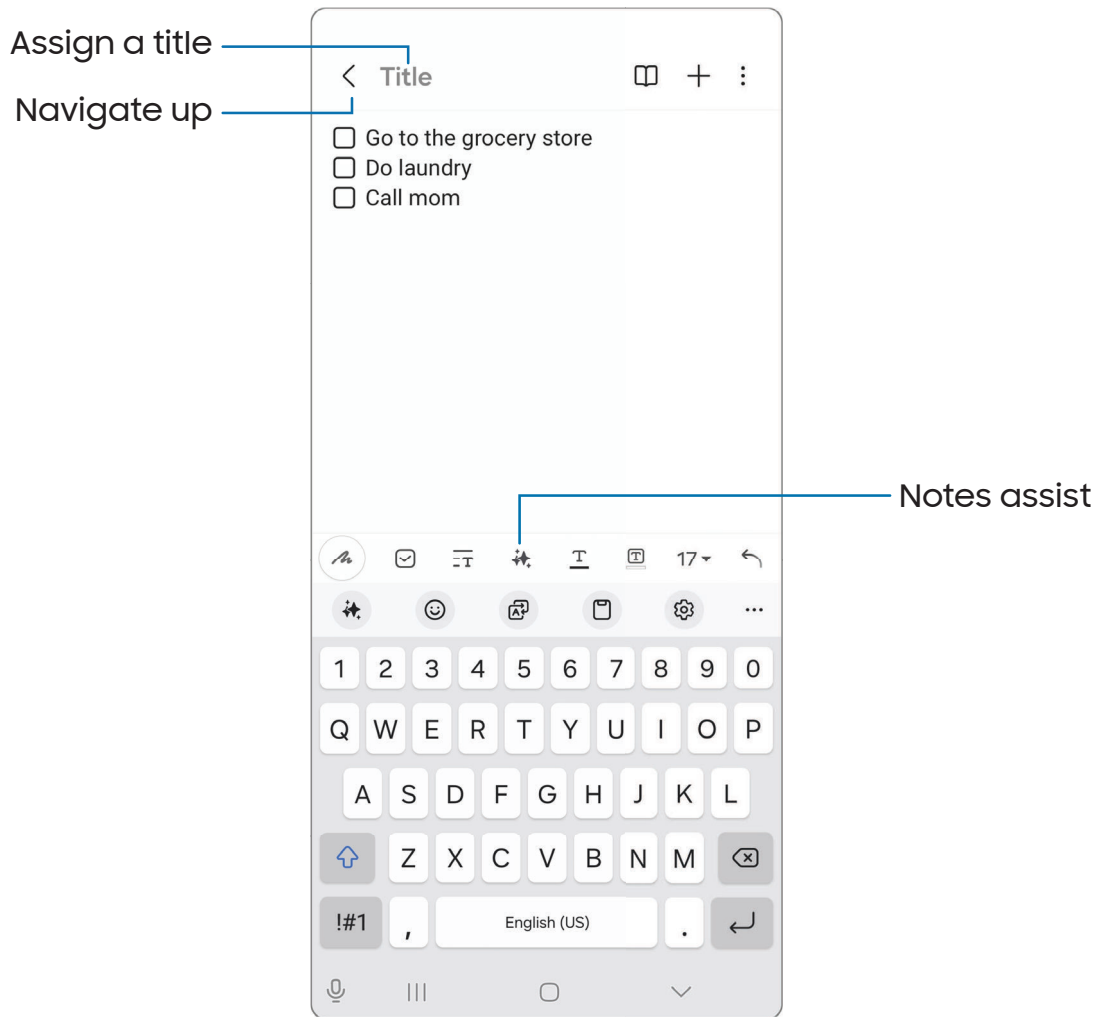 Assign a title
Title
Navigate up
Go to the grocery store
Do laundry
Call mom
Notes assist
T T T 17
A
1 2 3 4 5 6 7 8 9 0
Q W E R T Y U I O P
A S D F G H J K L
Z X C V B N M
!#1 , English (US) .